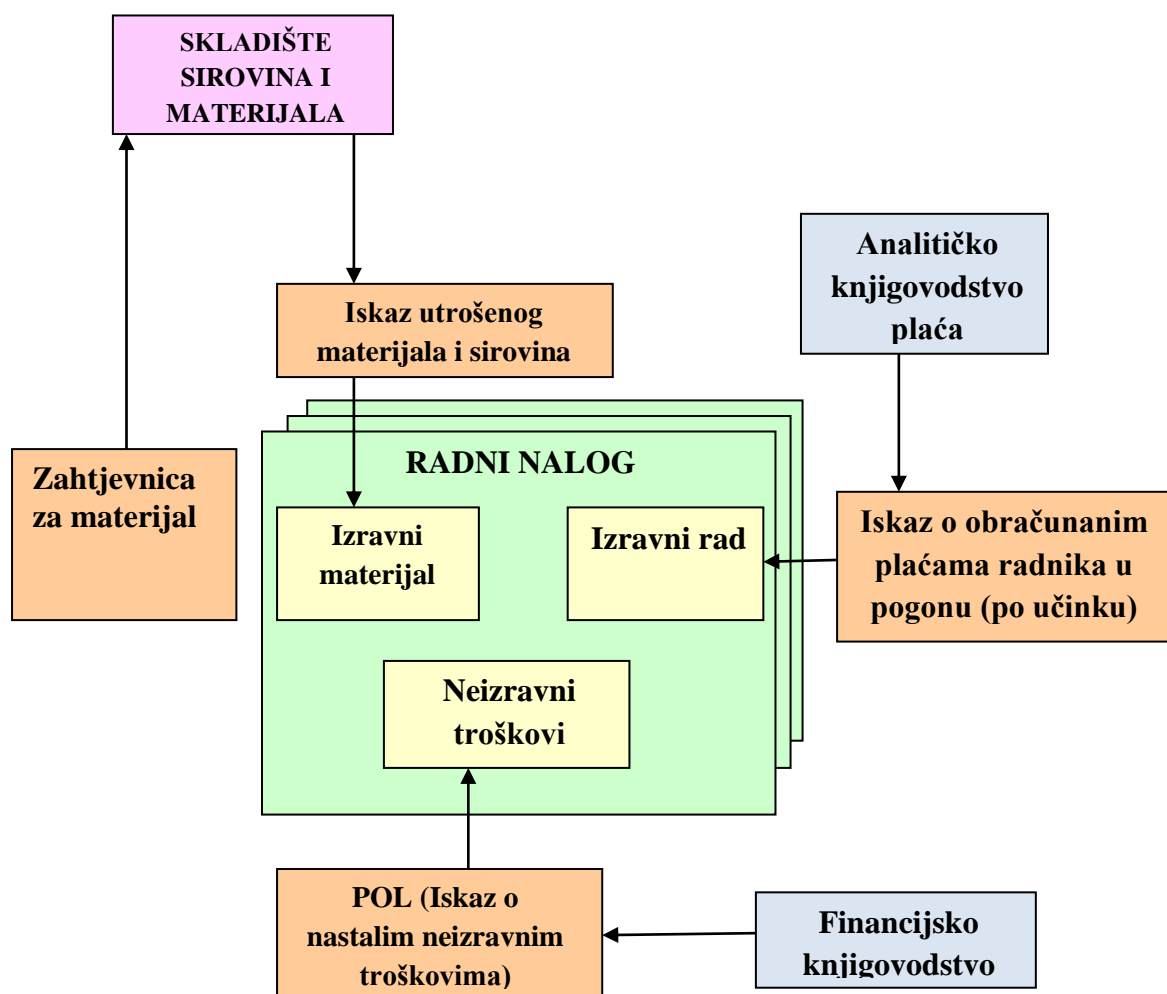 SKLADIŠTE
SIROVINA I
MATERIJALA
Analitičko
knjigovodstvo
plaća
Iskaz utrošenog
materijala i sirovina
Zahtjevnica
za materijal
RADNI NALOG
Izravni
materijal
Izravni rad
Iskaz o obračunanim
plaćama radnika u
pogonu (po učinku)
Neizravni
troškovi
POL (Iskaz o
nastalim neizravnim
troškovima)
Financijsko
knjigovodstvo